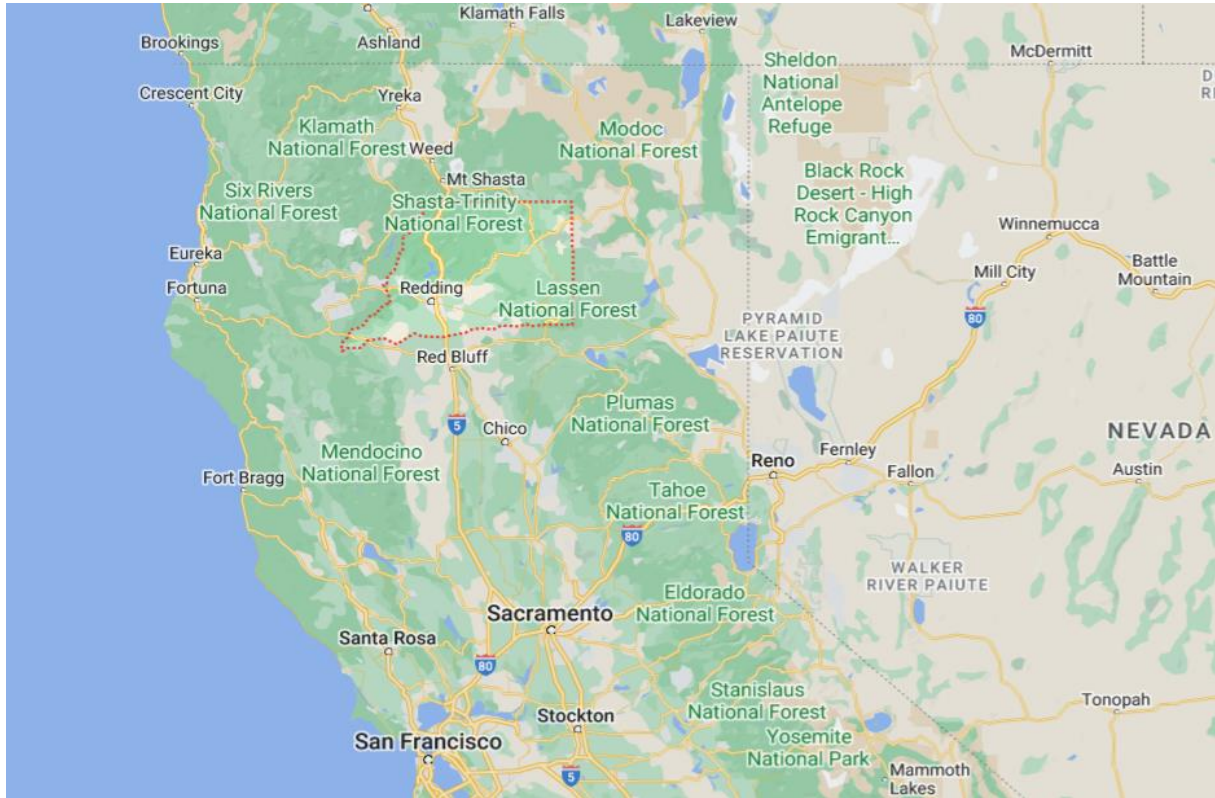 Klamath Falls
Lakeview
Brookings
Ashland
McDermitt
Sheldon
National
Antelope
Refuge
Crescent City
Yreka
Klamath
National Forest
Weed
Modoc
National Forest
Mt Shasta
Six Rivers
National Forest
Shasta-Trinity
National Forest
Black Rock
Desert - High
Rock Canyon
Emigrant...
Winnemucca
Eureka
Battle
Mountain
Mill City
Fortuna
Redding
Lassen
National Forest
80
PYRAMID
LAKE PAIUTE
RESERVATION
Red Bluff
Plumas
National Forest
5
Chico
NEVADA
Mendocino
National Forest
Fort Bragg
Reno
Fernley
Fallon
Austin
Tahoe
National Forest
80
WALKER
RIVER PAIUTE
Eldorado
National Forest
Sacramento
Santa Rosa
80
Stanislaus
National Forest
Tonopah
Stockton
Yosemite
National Park
San Francisco
5
Mammoth
Lakes